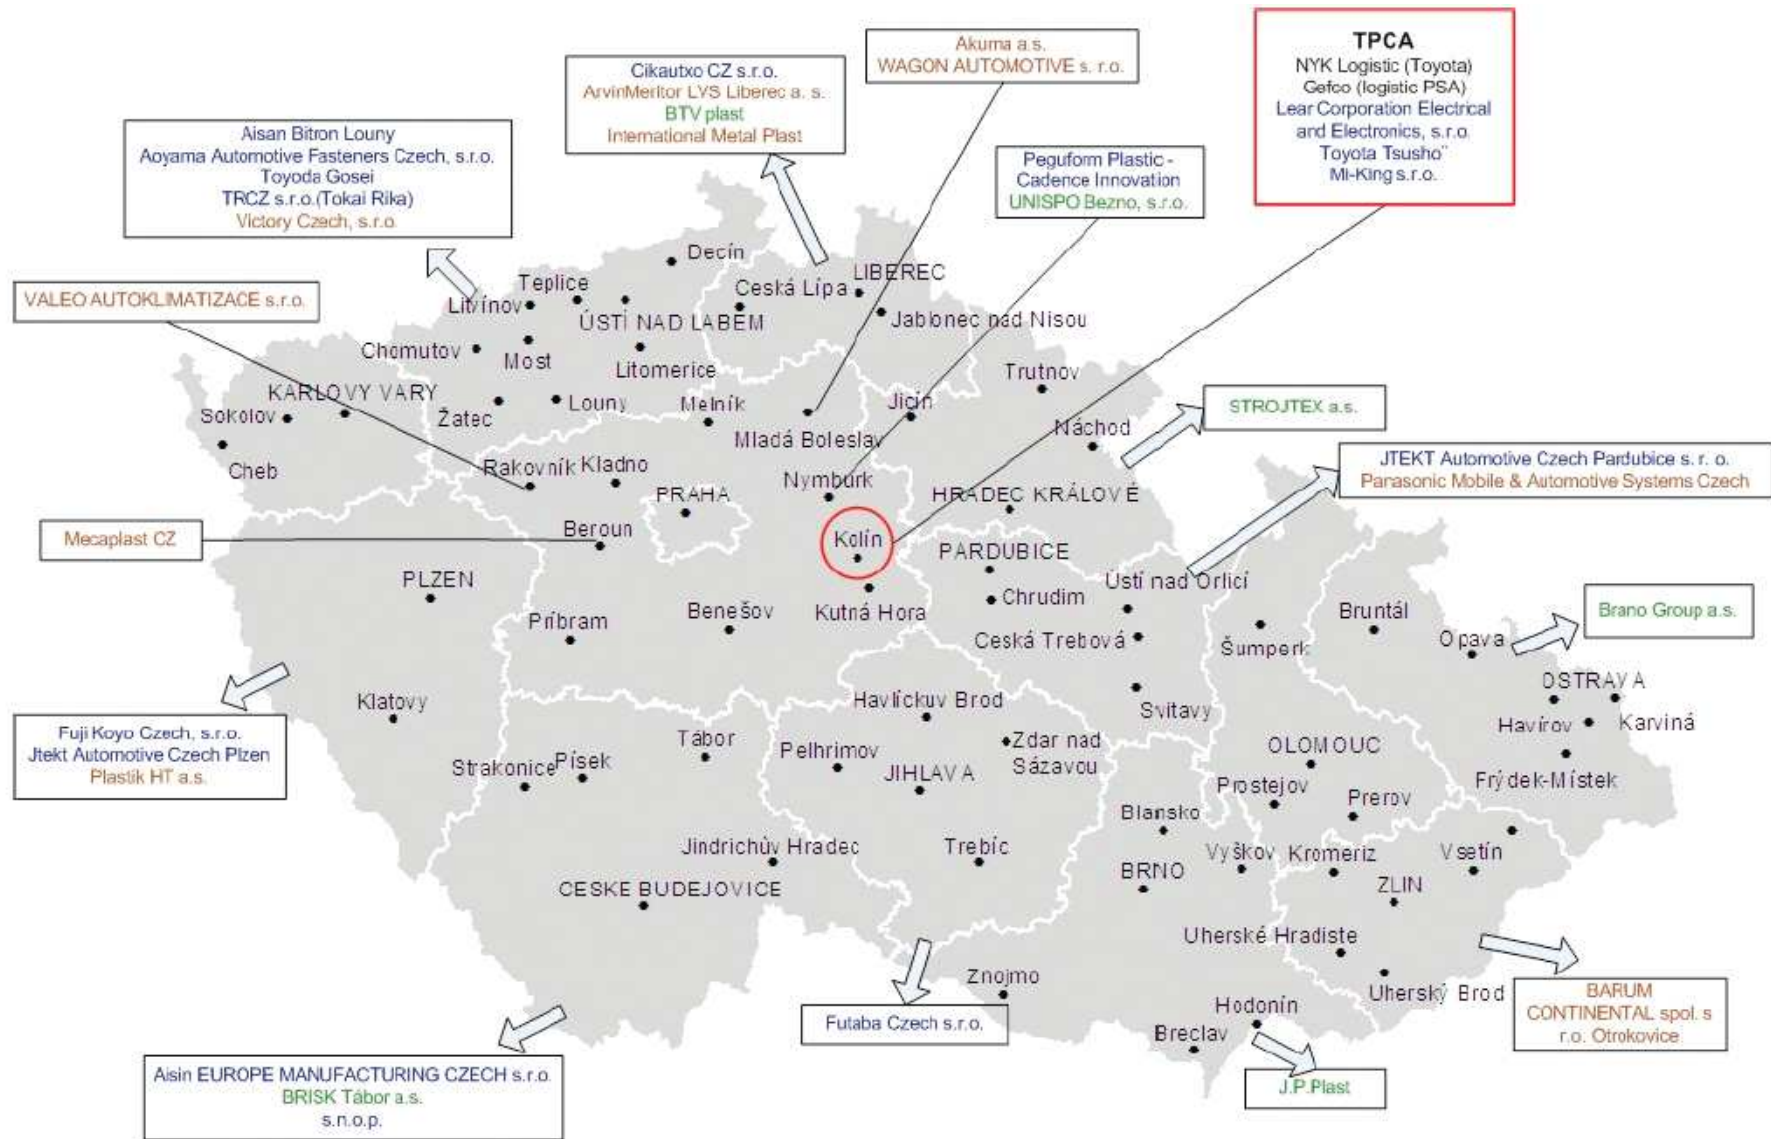 Akuma a.s.
WAGON AUTOMOTIVE s. r.o.
TPCA
NYK Logistic (Toyota)
Gefco (logistic PSA)
Lear Corporation Electrical
and Electronics, s.r.o.
Toyota Tsusho¨
MI-King s.r.o.
Cikautxo CZ s.r.o.
ArvinMeritor LVS Liberec a. s.
BTV plast
International Metal Plast
Aisan Bitron Louny
Aoyama Automotive Fasteners Czech, s.r.o.
Toyoda Gosei
TRCZ s.r.o.(Tokai Rika)
Victory Czech, s.r.o.
Peguform Plastic -
Cadence Innovation
UNISPO Bezno, s.r.o.
VALEO AUTOKLIMATIZACE s.r.o.
Decín
Teplice
Litvínov
ÚSTÍ NAD LABEM
Ceská Lípa
LIBEREC
Jablonec nad Nisou
Chomutov
Most
Litomerice
Trutnov
KARLOVY VARY
Sokolov
Cheb
Žatec
Louny
Melník
Mladá Boleslav
Jicín
Náchod
STROJTEX a.s.
JTEKT Automotive Czech Pardubice s. r. o.
Parasonic Mobile & Automotive Systems Czech
Rakovník
Kladno
PRAHA
Nymburk
HRADEC KRÁLOVÉ
Mecaplast CZ
Beroun
Kolín
PARDUBICE
PLZEN
Kutná Hora
Chrudim
Ústí nad Orlicí
Príbram
Benešov
Ceská Trebová
Šumperk
Bruntál
Opava
Brano Group a.s.
Klatovy
Havlíckuv Brod
Svitavy
OSTRAVA
Havírov
Karviná
Fuji Koyo Czech, s.r.o.
Jtekt Automotive Czech Plzen
Plastik HT a.s.
Strakonice
Písek
Tábor
Pelhrimov
JIHLAVA
Zdar nad
Sázavou
OLOMOUC
Prostejov
Prerov
Frýdek-Místek
Blansko
Jindrichùv Hradec
Trebíc
BRNO
Vyškov
Kromeriz
Vsetín
ZLIN
CESKE BUDEJOVICE
Uherské Hradiste
Uherský Brod
Znojmo
Hodonín
Breclav
BARUM
CONTINENTAL spol. s
r.o. Otrokovice
Futaba Czech s.r.o.
Aisin EUROPE MANUFACTURING CZECH s.r.o.
BRISK Tábor a.s.
s.n.o.p.
J.P.Plast